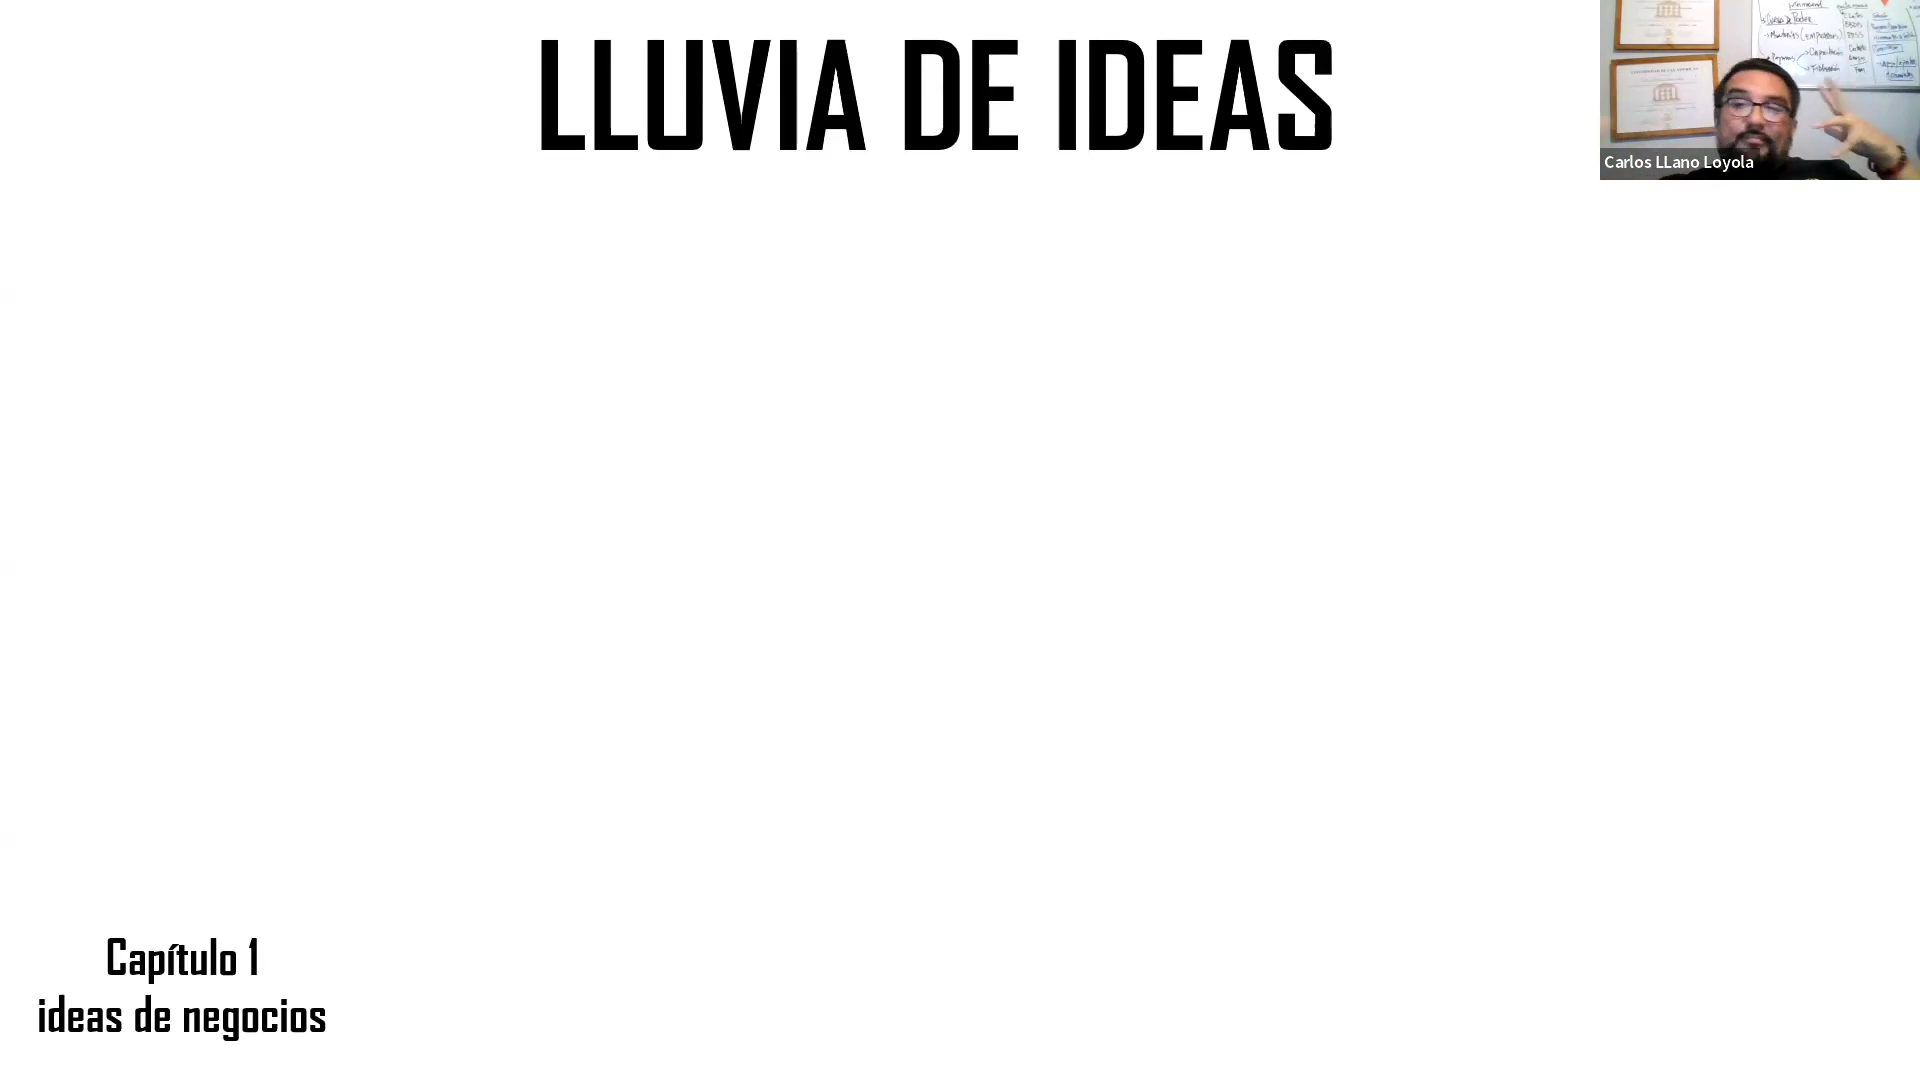 LLUVIA DE IDEAS
Carlos LLano Loyola
Capítulo 1
ideas de negocios